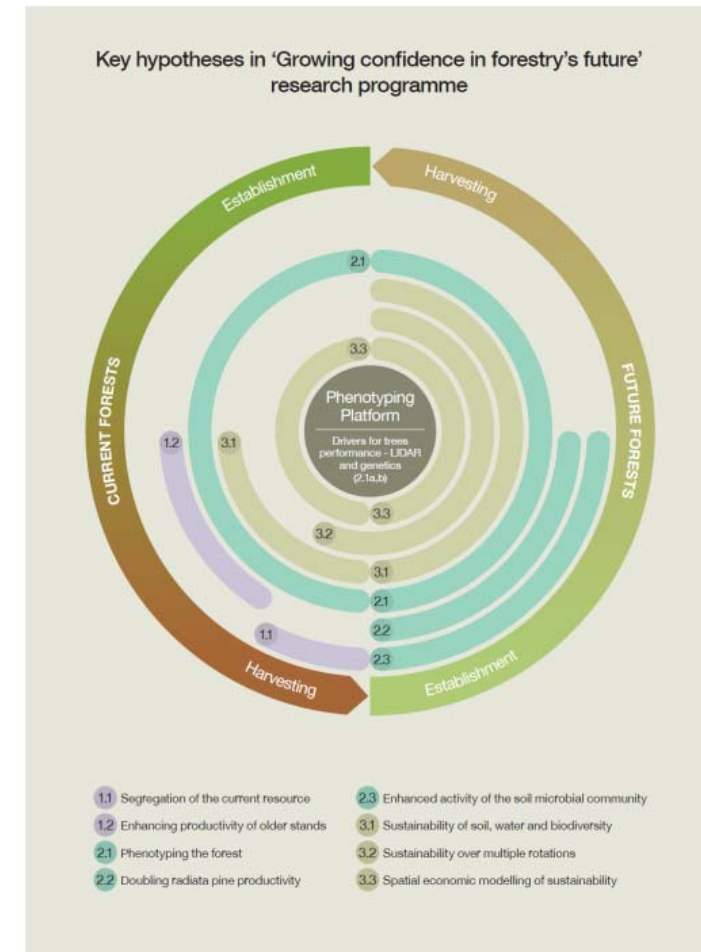 Key hypotheses in ‘Growing confidence in forestry’s future’
research programme
Establishment
Harvesting
CURRENT FORESTS
FUTURE FORESTS
2.1
3.3
Phenotyping
Platform
Drivers for trees
performance - LIDAR
and genetics
(2.1a,b)
1.2
3.1
3.3
3.2
3.1
2.1
2.2
1.1
2.3
Harvesting
Establishment
1.1 Segregation of the current resource
1.2 Enhancing productivity of older stands
2.1 Phenotyping the forest
2.2 Doubling radiata pine productivity
2.3 Enhanced activity of the soil microbial community
3.1 Sustainability of soil, water and biodiversity
3.2 Sustainability over multiple rotations
3.3 Spatial economic modelling of sustainability